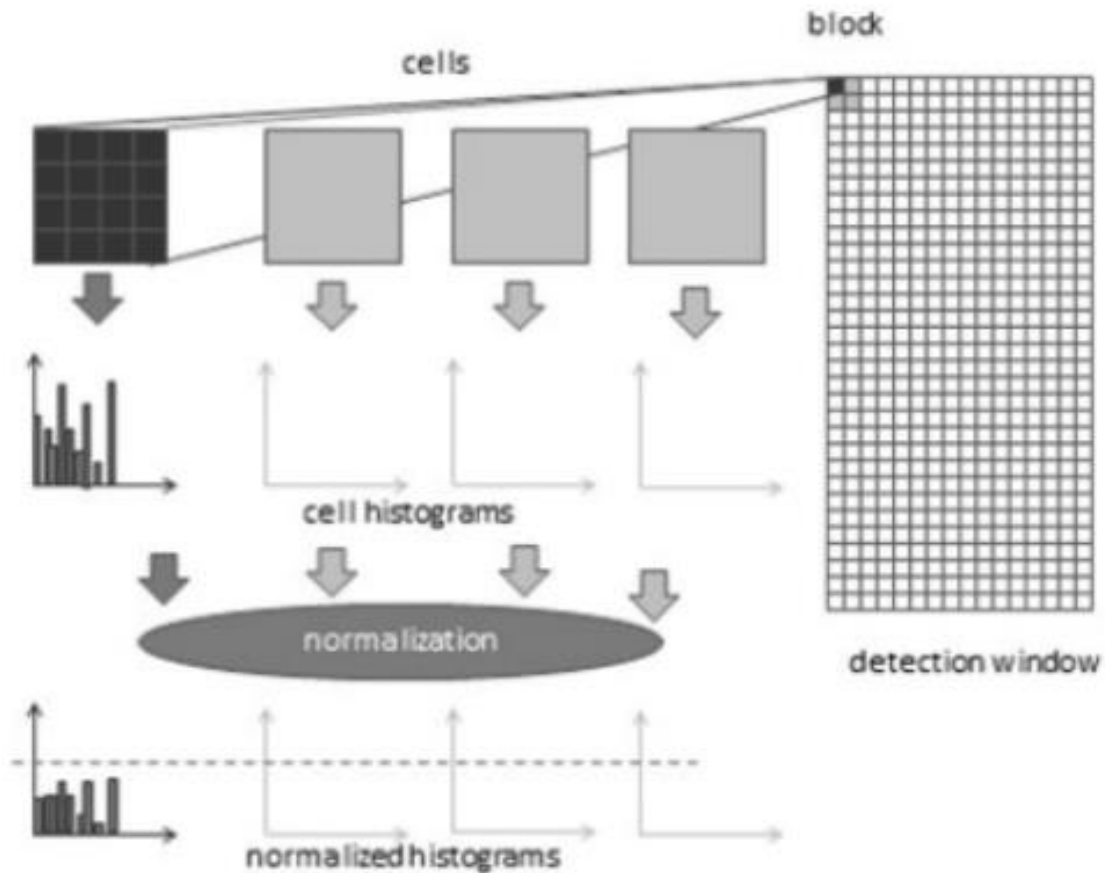 block
cells
cell histograms
normalization
detection window
normalized histograms